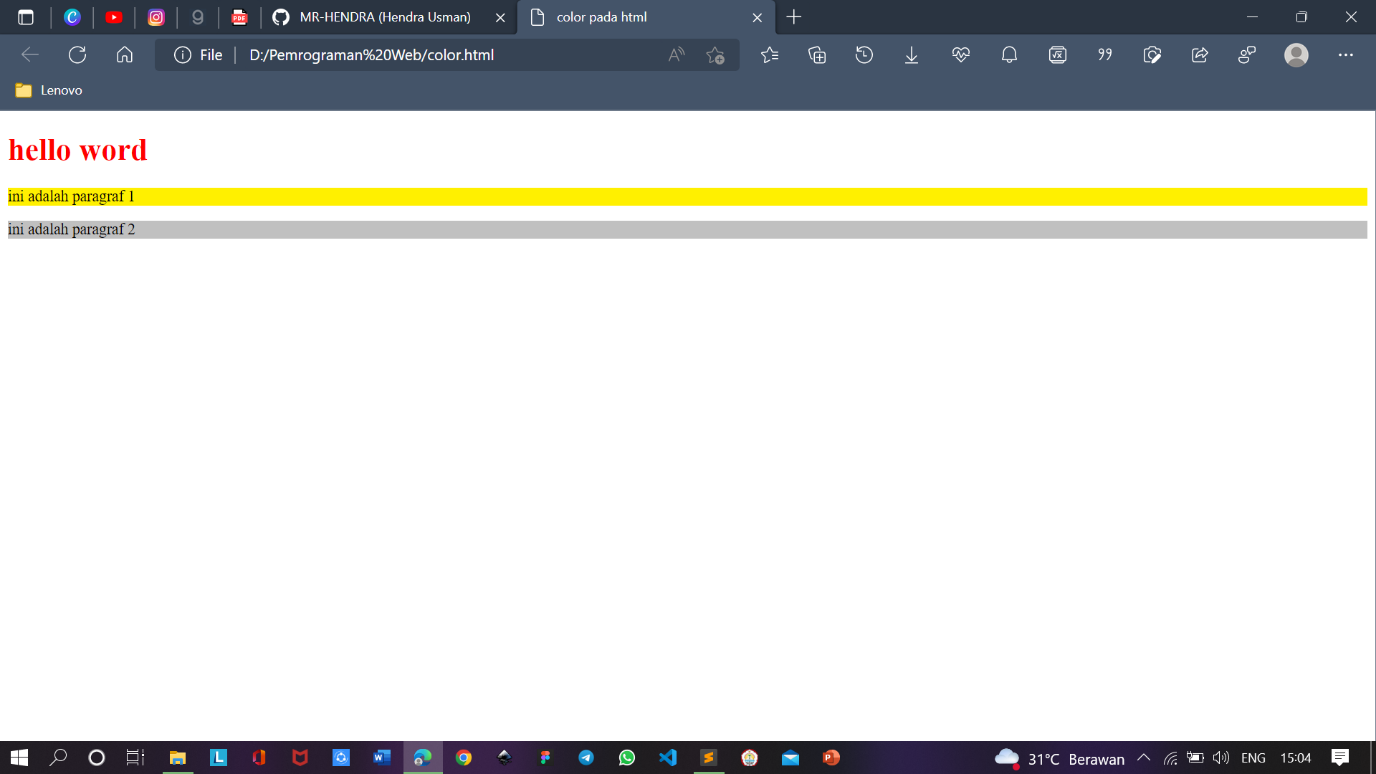 MR-HENDRA (Hendra Usman)
color pada html
File
D:/Pemrograman%20Web/color.html
Lenovo
hello word
ini adalah paragraf 1
ini adalah paragraf 2
31°C Berawan
ENG
15:04